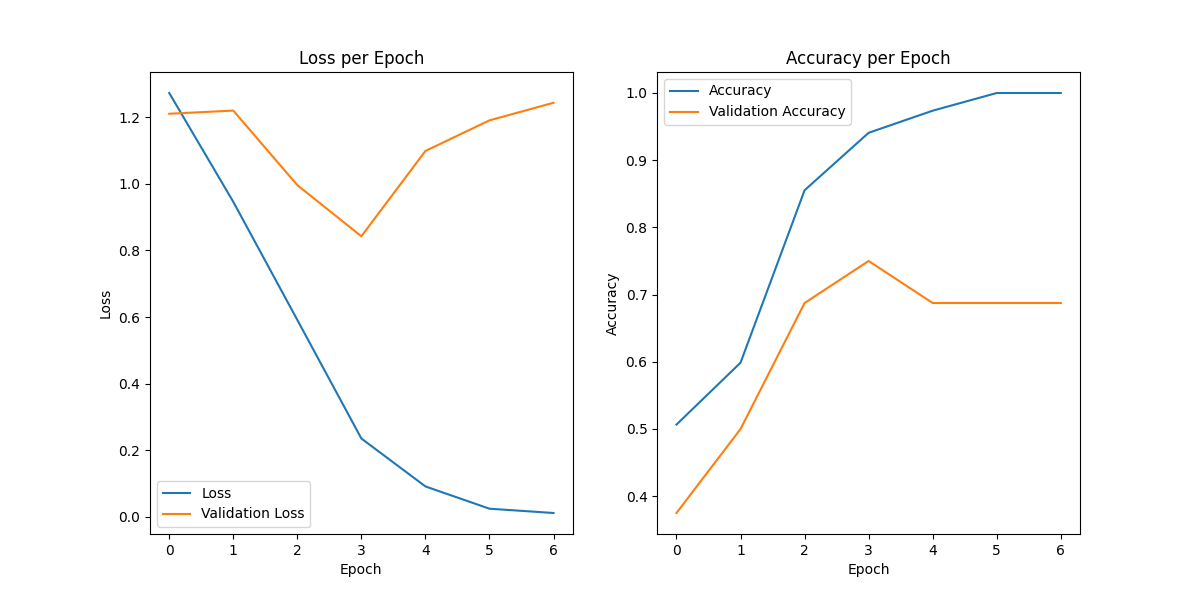 Loss per Epoch
1.2
1.0
0.8
0.6
0.4
0.2
0.0
Loss
Loss
Validation Loss
0 1 2 3 4 5 6
Epoch
Accuracy per Epoch
Accuracy
Validation Accuracy
1.0
0.9
0.8
0.7
0.6
0.5
0.4
Accuracy
0 1 2 3 4 5 6
Epoch